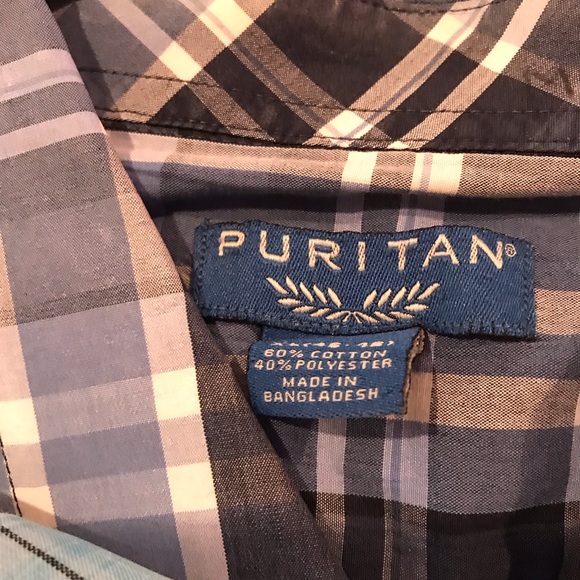 PURITAN®
60% COTTON
40% POLYESTER
MADE IN
BANGLADESH